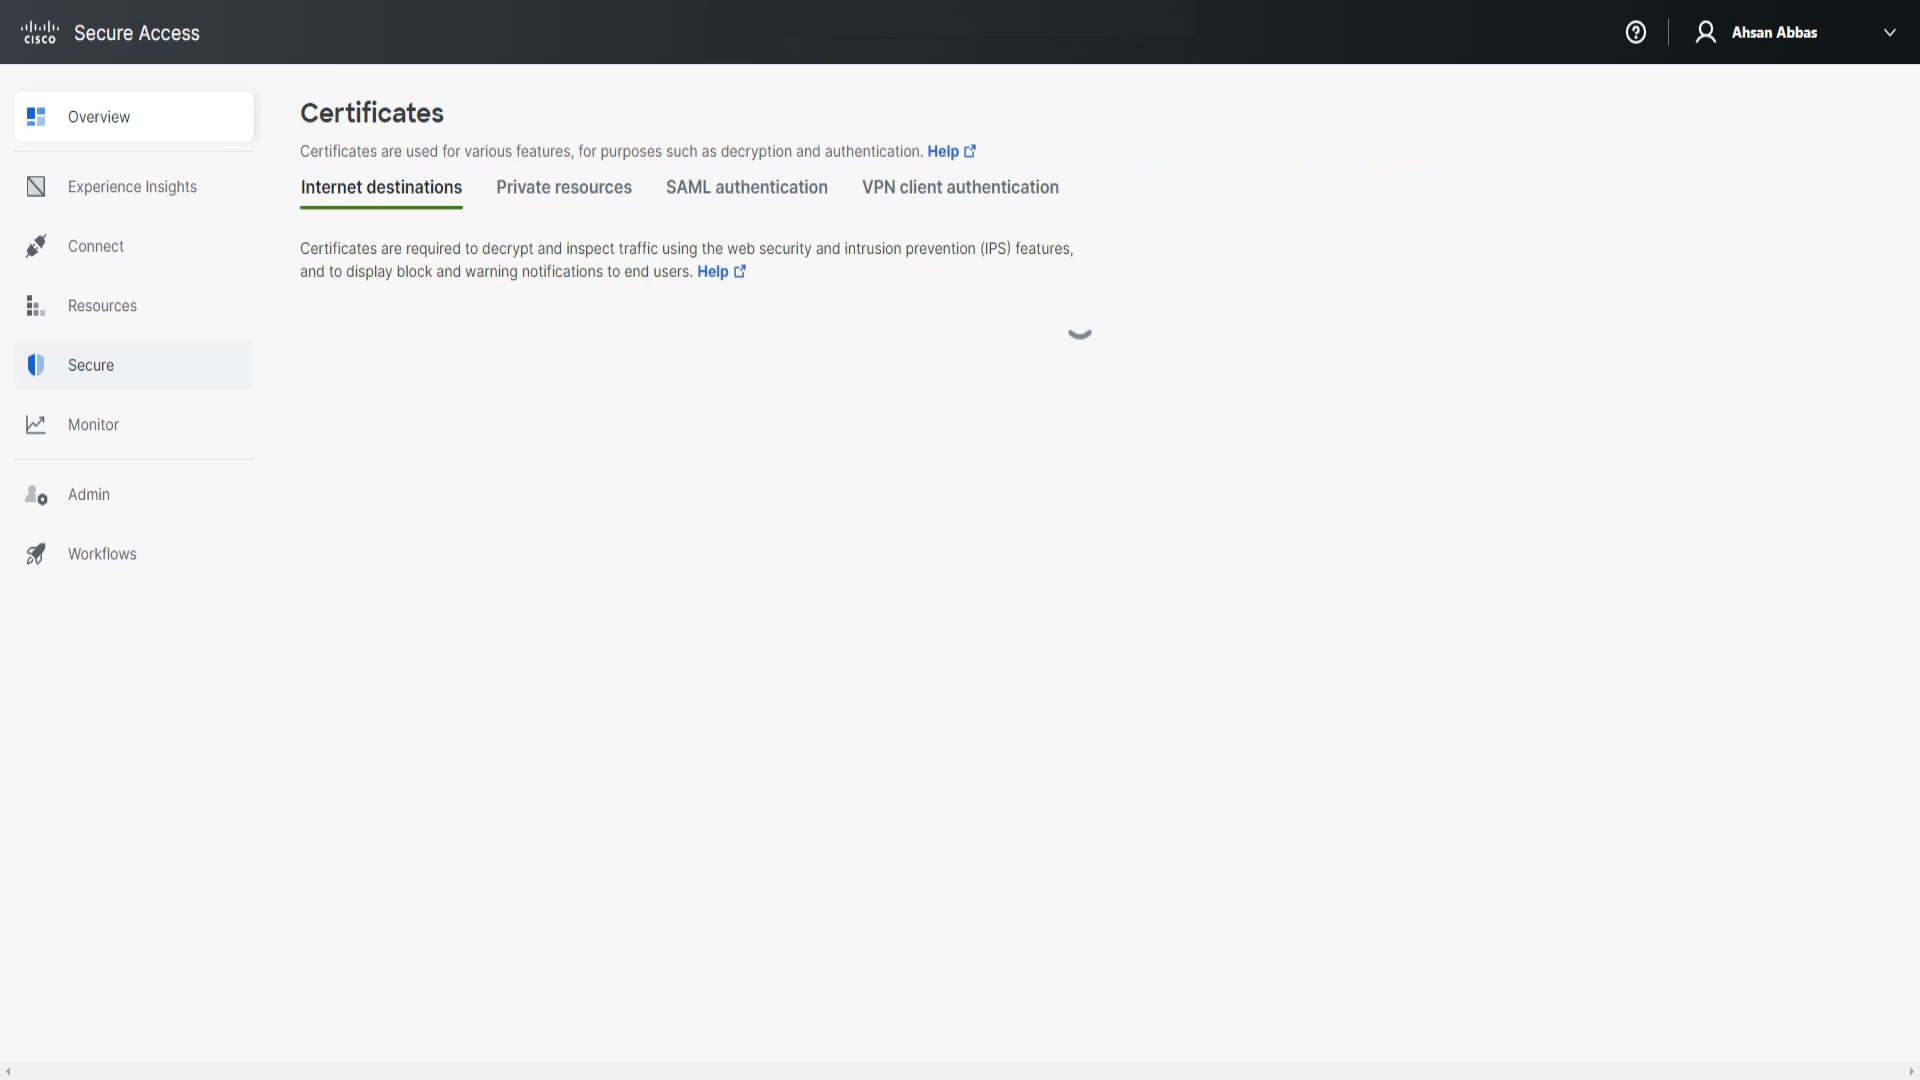 CISCO Secure Access
Ahsan Abbas
Overview
Experience Insights
Connect
Resources
Secure
Monitor
Admin
Workflows
Certificates
Certificates are used for various features, for purposes such as decryption and authentication. Help
Internet destinations Private resources SAML authentication VPN client authentication
Certificates are required to decrypt and inspect traffic using the web security and intrusion prevention (IPS) features,
and to display block and warning notifications to end users. Help